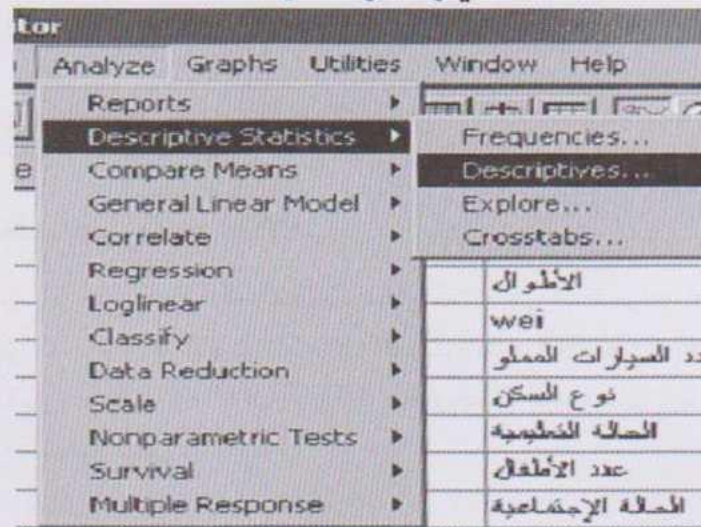 tor
Analyze Graphs Utilities Window Help
Reports
Descriptive Statistics
Frequencies...
Compare Means
Descriptives...
General Linear Model
Explore...
Correlate
Crosstabs...
Regression
الأطوال
Loglinear
wei
Classify
دد السيارات المملو
Data Reduction
نوع السكن
Scale
الحالة التعليمية
Nonparametric Tests
عدد الأطفال
Survival
الحالة الإجتماعية
Multiple Response